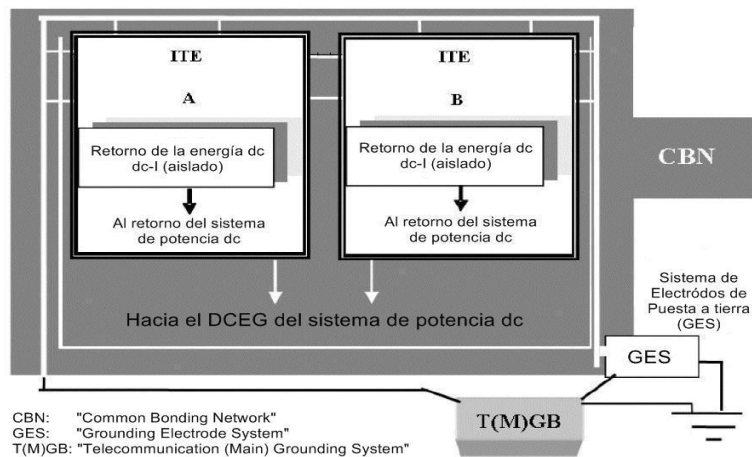 ITE
A
Retorno de la energía dc
dc-I (aislado)
Al retorno del sistema
de potencia dc
ITE
B
Retorno de la energía dc
dc-I (aislado)
Al retorno del sistema
de potencia dc
CBN
Hacia el DCEG del sistema de potencia dc
Sistema de
Electródos de
Puesta a tierra
(GES)
GES
T(M)GB
CBN: "Common Bonding Network"
GES: "Grounding Electrode System"
T(M)GB: "Telecommunication (Main) Grounding System"